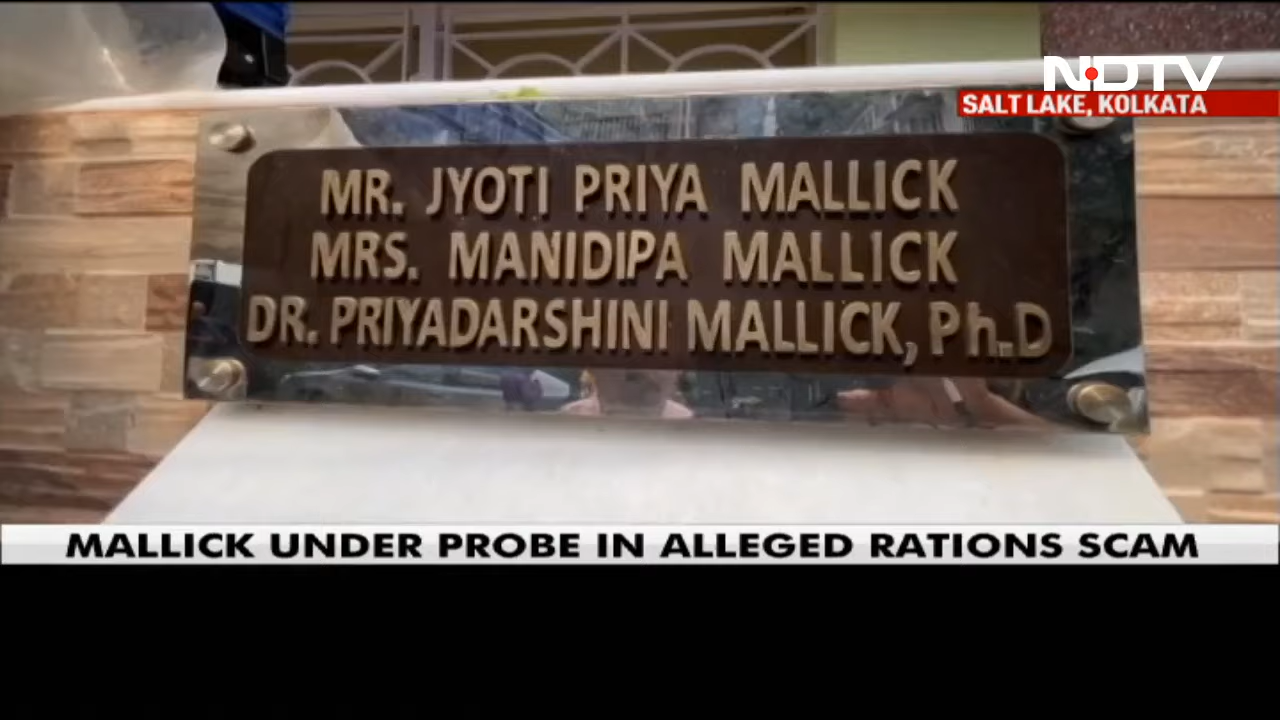 NDTV
SALT LAKE, KOLKATA
MR. JYOTI PRIYA MALLICK
MRS. MANIDIPA MALLICK
DR. PRIYADARSHINI MALLICK, Ph.D
MALLICK UNDER PROBE IN ALLEGED RATIONS SCAM